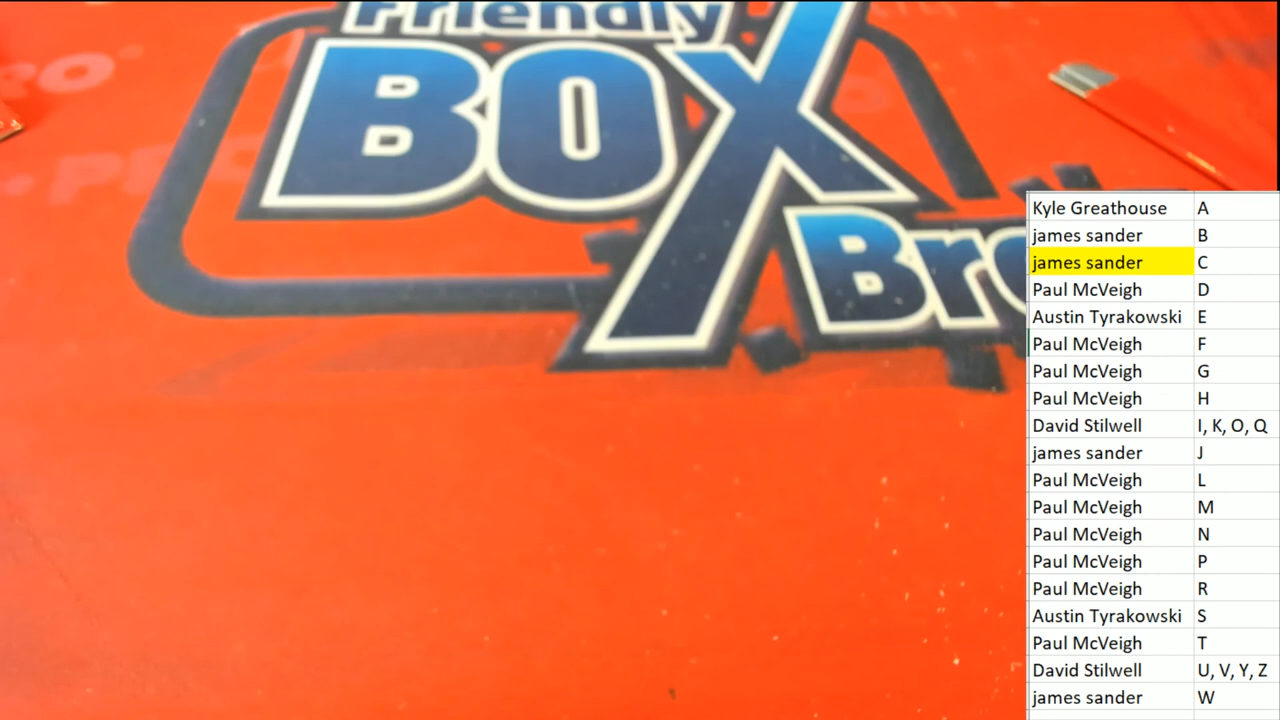 Friendly
BOX
Br
PRO
Kyle Greathouse A
james sander B
james sander C
Paul McVeigh D
Austin Tyrakowski E
Paul McVeigh F
Paul McVeigh G
Paul McVeigh H
David Stilwell I, K, O, Q
james sander J
Paul McVeigh L
Paul McVeigh M
Paul McVeigh N
Paul McVeigh P
Paul McVeigh R
Austin Tyrakowski S
Paul McVeigh T
David Stilwell U, V, Y, Z
james sander W